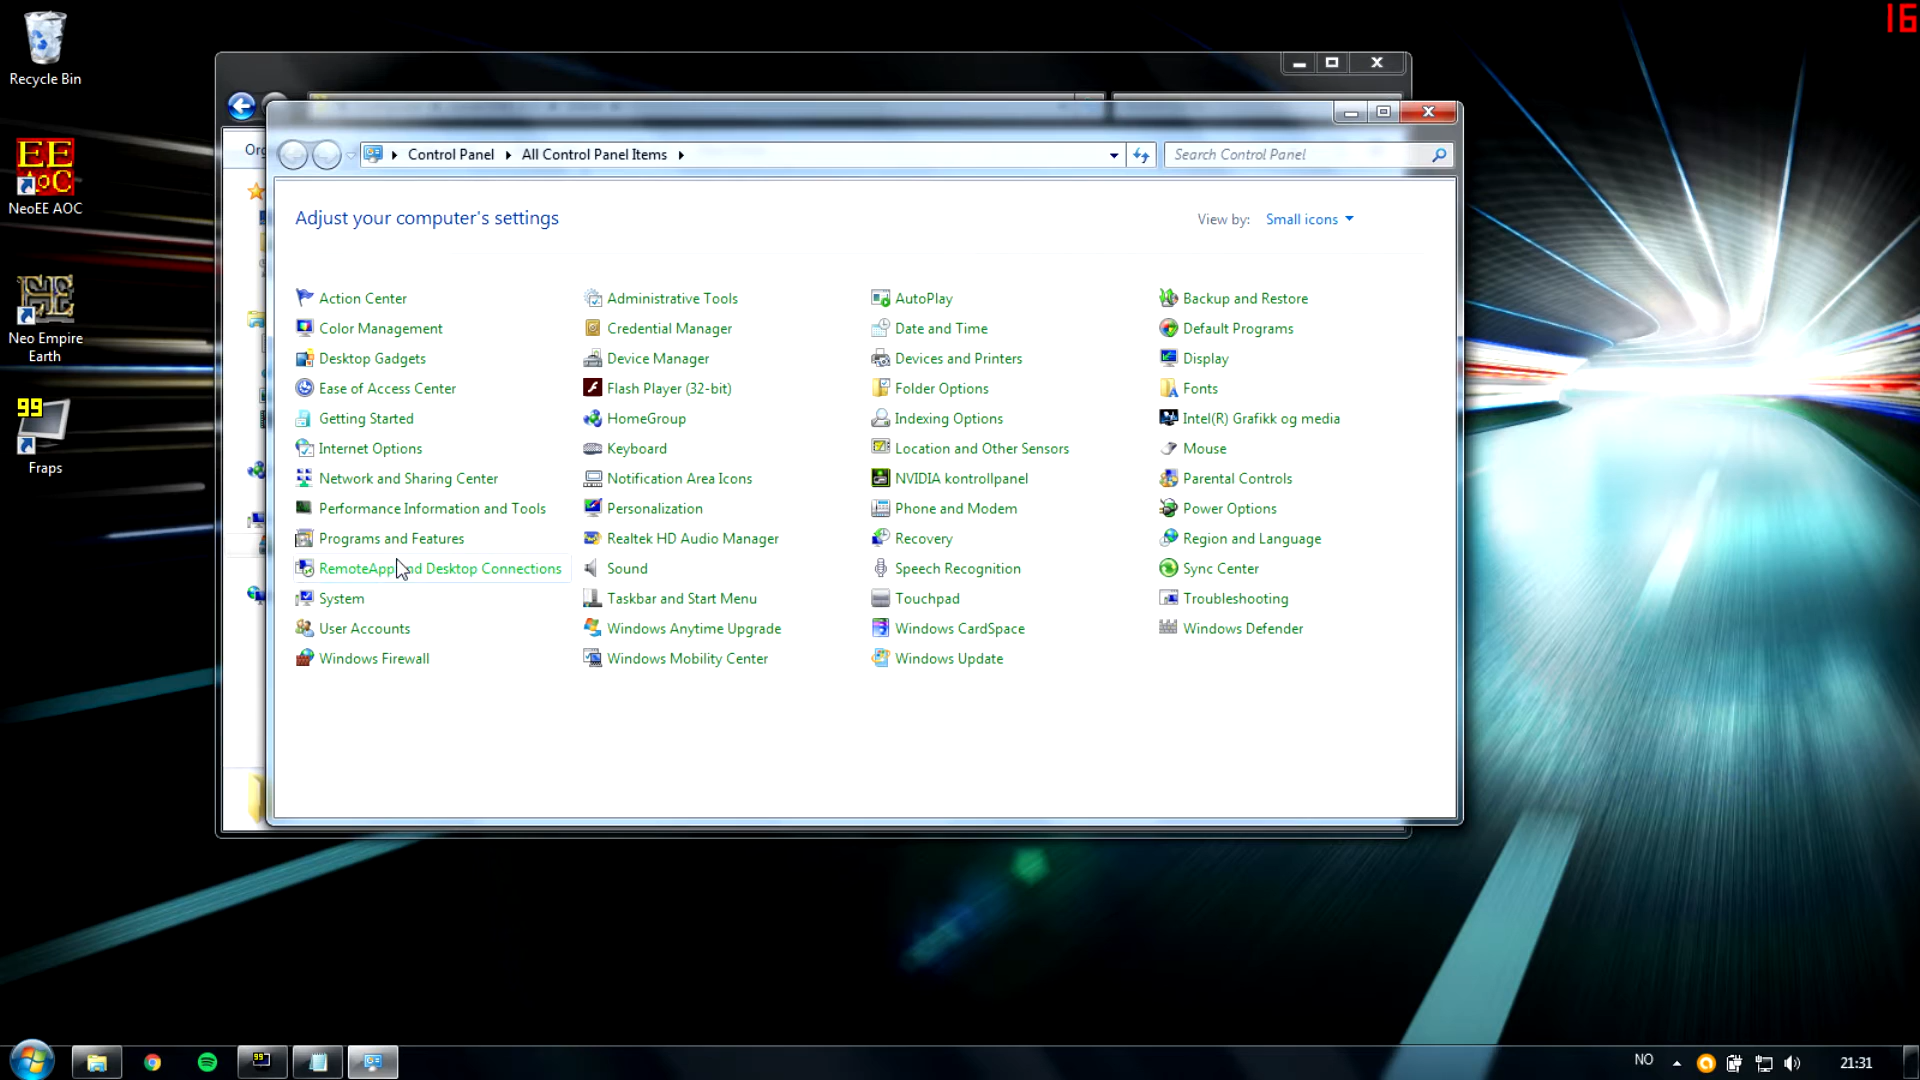 16
Recycle Bin
EE
AoC
NeoEE AOC
Neo Empire
Earth
99
Fraps
Org
Control Panel
All Control Panel Items
Search Control Panel
Adjust your computer's settings
View by:
Small icons
Action Center
Administrative Tools
AutoPlay
Backup and Restore
Color Management
Credential Manager
Date and Time
Default Programs
Desktop Gadgets
Device Manager
Devices and Printers
Display
Ease of Access Center
Flash Player (32-bit)
Folder Options
Fonts
Getting Started
HomeGroup
Indexing Options
Intel(R) Grafikk og media
Internet Options
Keyboard
Location and Other Sensors
Mouse
Network and Sharing Center
Notification Area Icons
NVIDIA kontrollpanel
Parental Controls
Performance Information and Tools
Personalization
Phone and Modem
Power Options
Programs and Features
Realtek HD Audio Manager
Recovery
Region and Language
RemoteApp and Desktop Connections
Sound
Speech Recognition
Sync Center
System
Taskbar and Start Menu
Touchpad
Troubleshooting
User Accounts
Windows Anytime Upgrade
Windows CardSpace
Windows Defender
Windows Firewall
Windows Mobility Center
Windows Update
99
NO
21:31